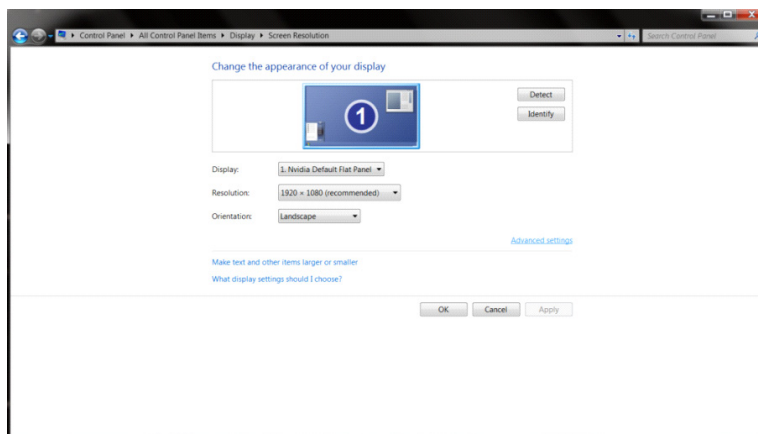 Control Panel ▸ All Control Panel Items ▸ Display ▸ Screen Resolution
Search Control Panel
Change the appearance of your display
1
Detect
Identify
Display: 1. Nvidia Default Flat Panel
Resolution: 1920 × 1080 (recommended)
Orientation: Landscape
Advanced settings
Make text and other items larger or smaller
What display settings should I choose?
OK Cancel Apply